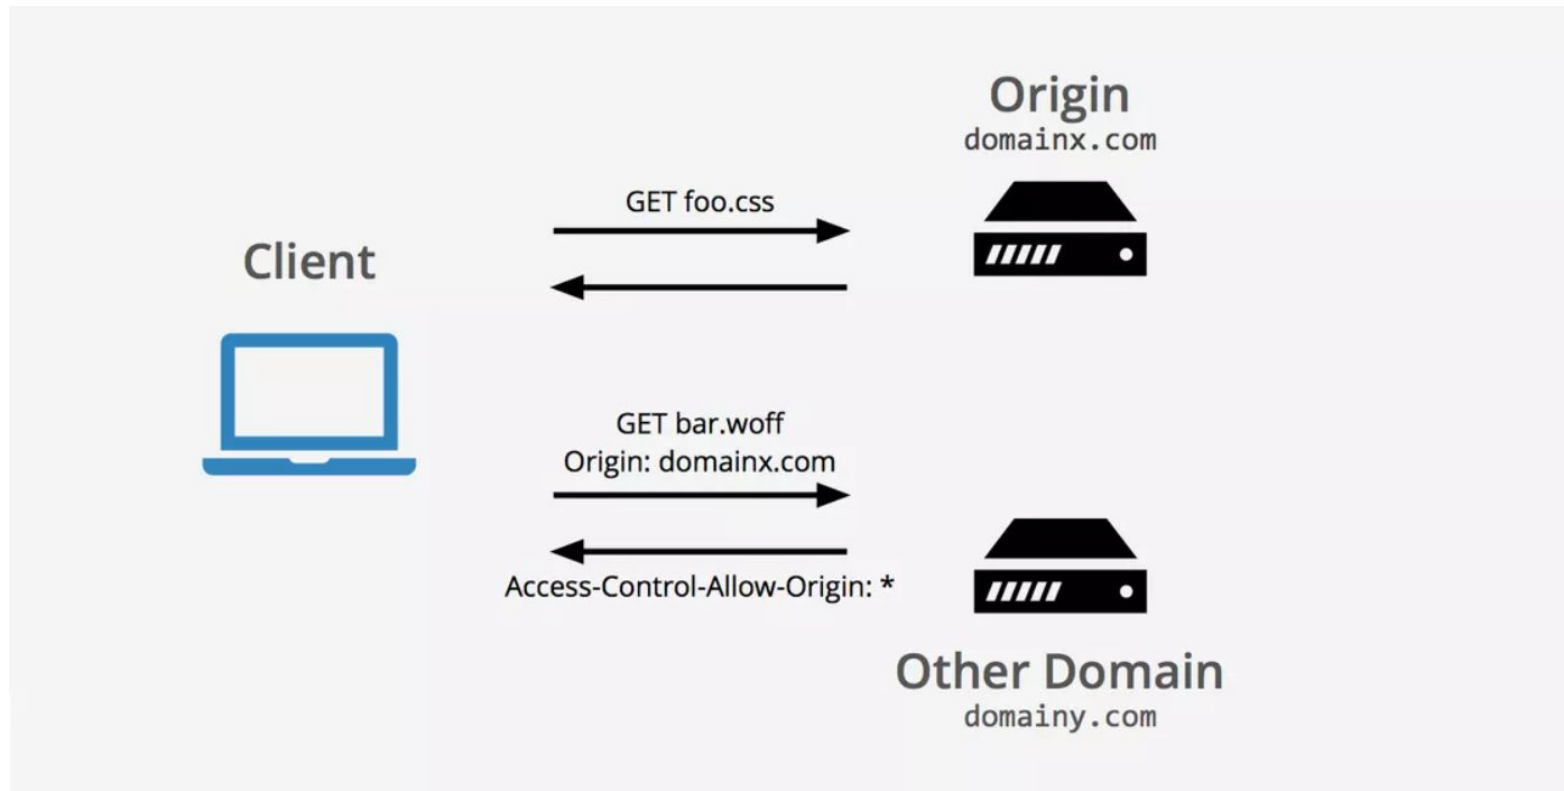 Origin
domainx.com
GET foo.css
Client
GET bar.woff
Origin: domainx.com
Access-Control-Allow-Origin: *
Other Domain
domainy.com